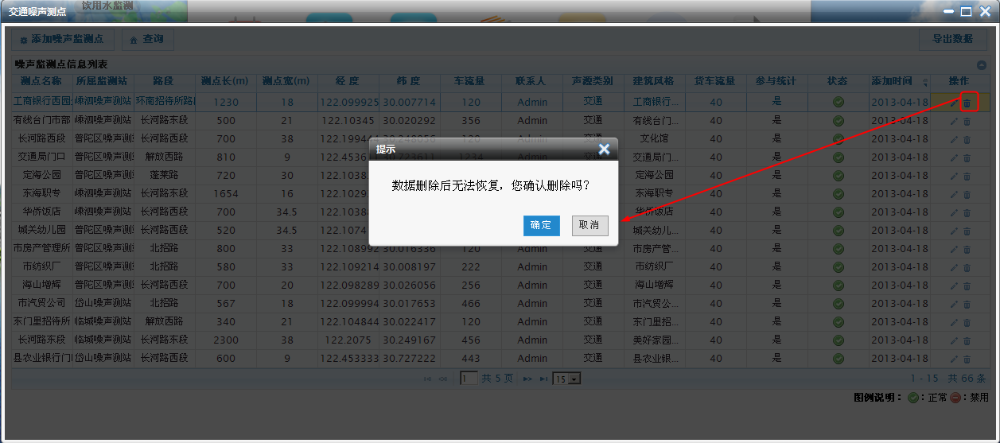 饮用水监测
交通噪声测点
添加噪声监测点 查询 导出数据
噪声监测点信息列表
测点名称 所属监测站 路段 测点长(m) 测点宽(m) 经 度 纬 度 车流量 联系人 声源类别 建筑风格 货车流量 参与统计 状态 添加时间 操作
工商银行西园 嵊泗噪声测站 环南招待所路 1230 18 122.099925 30.007714 120 Admin 交通 工商银行... 40 是 2013-04-18
有线台门市部 嵊泗噪声测站 长河路东段 500 21 122.10345 30.020292 356 Admin 交通 有线台门... 40 是 2013-04-18
长河路西段 普陀区噪声测 长河路西段 700 38 122.19944 30.248056 120 Admin 交通 文化馆 40 是 2013-04-18
交通局门口 普陀区噪声测 解放西路 810 9 122.4536 30.723611 1234 Admin 交通 交通局门... 40 是 2013-04-18
定海公园 普陀区噪声测 蓬莱路 720 30 122.1038 定海公园 40 是 2013-04-18
东海职专 嵊泗噪声测站 长河路东段 1654 16 122.1029 东海职专 40 是 2013-04-18
华侨饭店 嵊泗噪声测站 长河路西段 700 34.5 122.1038 华侨饭店 40 是 2013-04-18
城关幼儿园 普陀区噪声测 长河路东段 520 34.5 122.1074 城关幼儿... 40 是 2013-04-18
市房产管理所 普陀区噪声测 北招路 800 33 122.108992 30.016336 120 Admin 交通 市房产管... 40 是 2013-04-18
市纺织厂 普陀区噪声测 北招路 580 33 122.109214 30.008197 222 Admin 交通 市纺织厂 40 是 2013-04-18
海山增辉 普陀区噪声测 长河路西段 700 20 122.098289 30.026056 256 Admin 交通 海山增辉 40 是 2013-04-18
市汽贸公司 岱山噪声测站 北招路 567 18 122.099994 30.017653 466 Admin 交通 市汽贸公... 40 是 2013-04-18
东门里招待所 临城噪声测站 解放西路 340 21 122.104844 30.022417 120 Admin 交通 东门里招... 40 是 2013-04-18
长河路东段 临城噪声测站 长河路东段 2300 38 122.2075 30.249167 456 Admin 交通 美好家园... 40 是 2013-04-18
县农业银行门 岱山噪声测站 长河路西段 600 9 122.453333 30.727222 443 Admin 交通 县农业银... 40 是 2013-04-18
提示
数据删除后无法恢复，您确认删除吗？
确定 取消
1 共 5 页 15 1 - 15 共 66 条
图例说明： ：正常 ：禁用